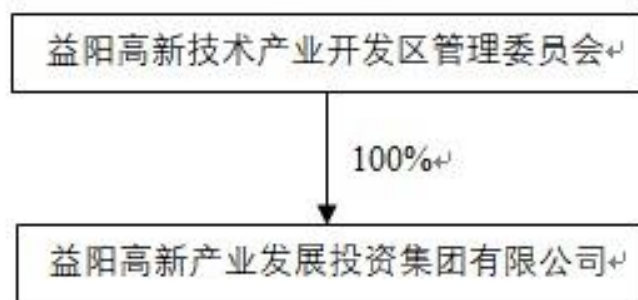 益阳高新技术产业开发区管理委员会
100%
益阳高新产业发展投资集团有限公司